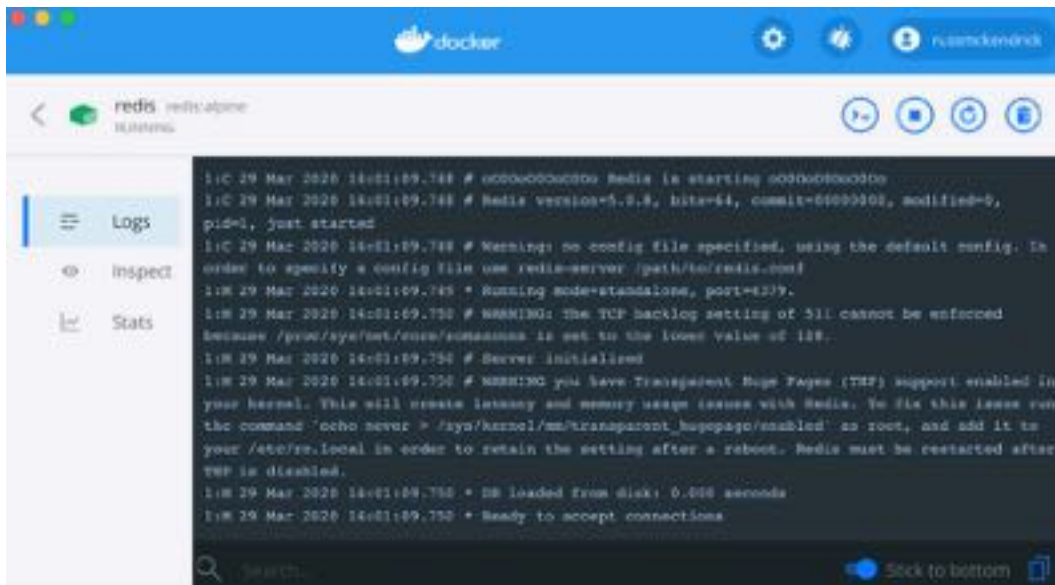 docker
russmckendrick
redis redis:alpine
RUNNING
Logs
Inspect
Stats
1:C 29 Mar 2020 14:01:09.748 # oO0OoO0OoO0Oo Redis is starting oO0OoO0OoO0Oo
1:C 29 Mar 2020 14:01:09.748 # Redis version=5.0.8, bits=64, commit=00000000, modified=0,
pid=1, just started
1:C 29 Mar 2020 14:01:09.748 # Warning: no config file specified, using the default config. In
order to specify a config file use redis-server /path/to/redis.conf
1:M 29 Mar 2020 14:01:09.749 * Running mode=standalone, port=6379.
1:M 29 Mar 2020 14:01:09.750 # WARNING: The TCP backlog setting of 511 cannot be enforced
because /proc/sys/net/core/somaxconn is set to the lower value of 128.
1:M 29 Mar 2020 14:01:09.750 # Server initialized
1:M 29 Mar 2020 14:01:09.750 # WARNING you have Transparent Huge Pages (THP) support enabled in
your kernel. This will create latency and memory usage issues with Redis. To fix this issue run
the command 'echo never > /sys/kernel/mm/transparent_hugepage/enabled' as root, and add it to
your /etc/rc.local in order to retain the setting after a reboot. Redis must be restarted after
THP is disabled.
1:M 29 Mar 2020 14:01:09.750 * DB loaded from disk: 0.000 seconds
1:M 29 Mar 2020 14:01:09.750 * Ready to accept connections
Search...
Stick to bottom